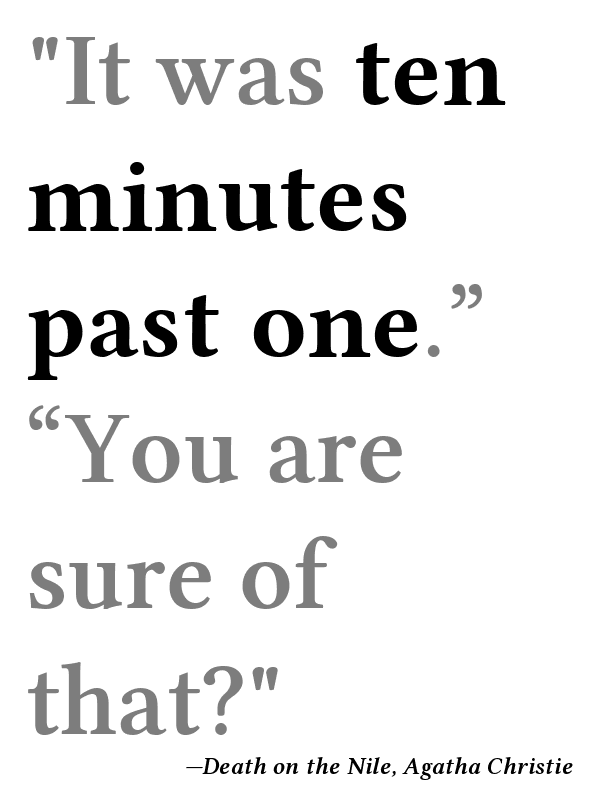 "It was ten
minutes
past one.”
“You are
sure of
that?"
—Death on the Nile, Agatha Christie